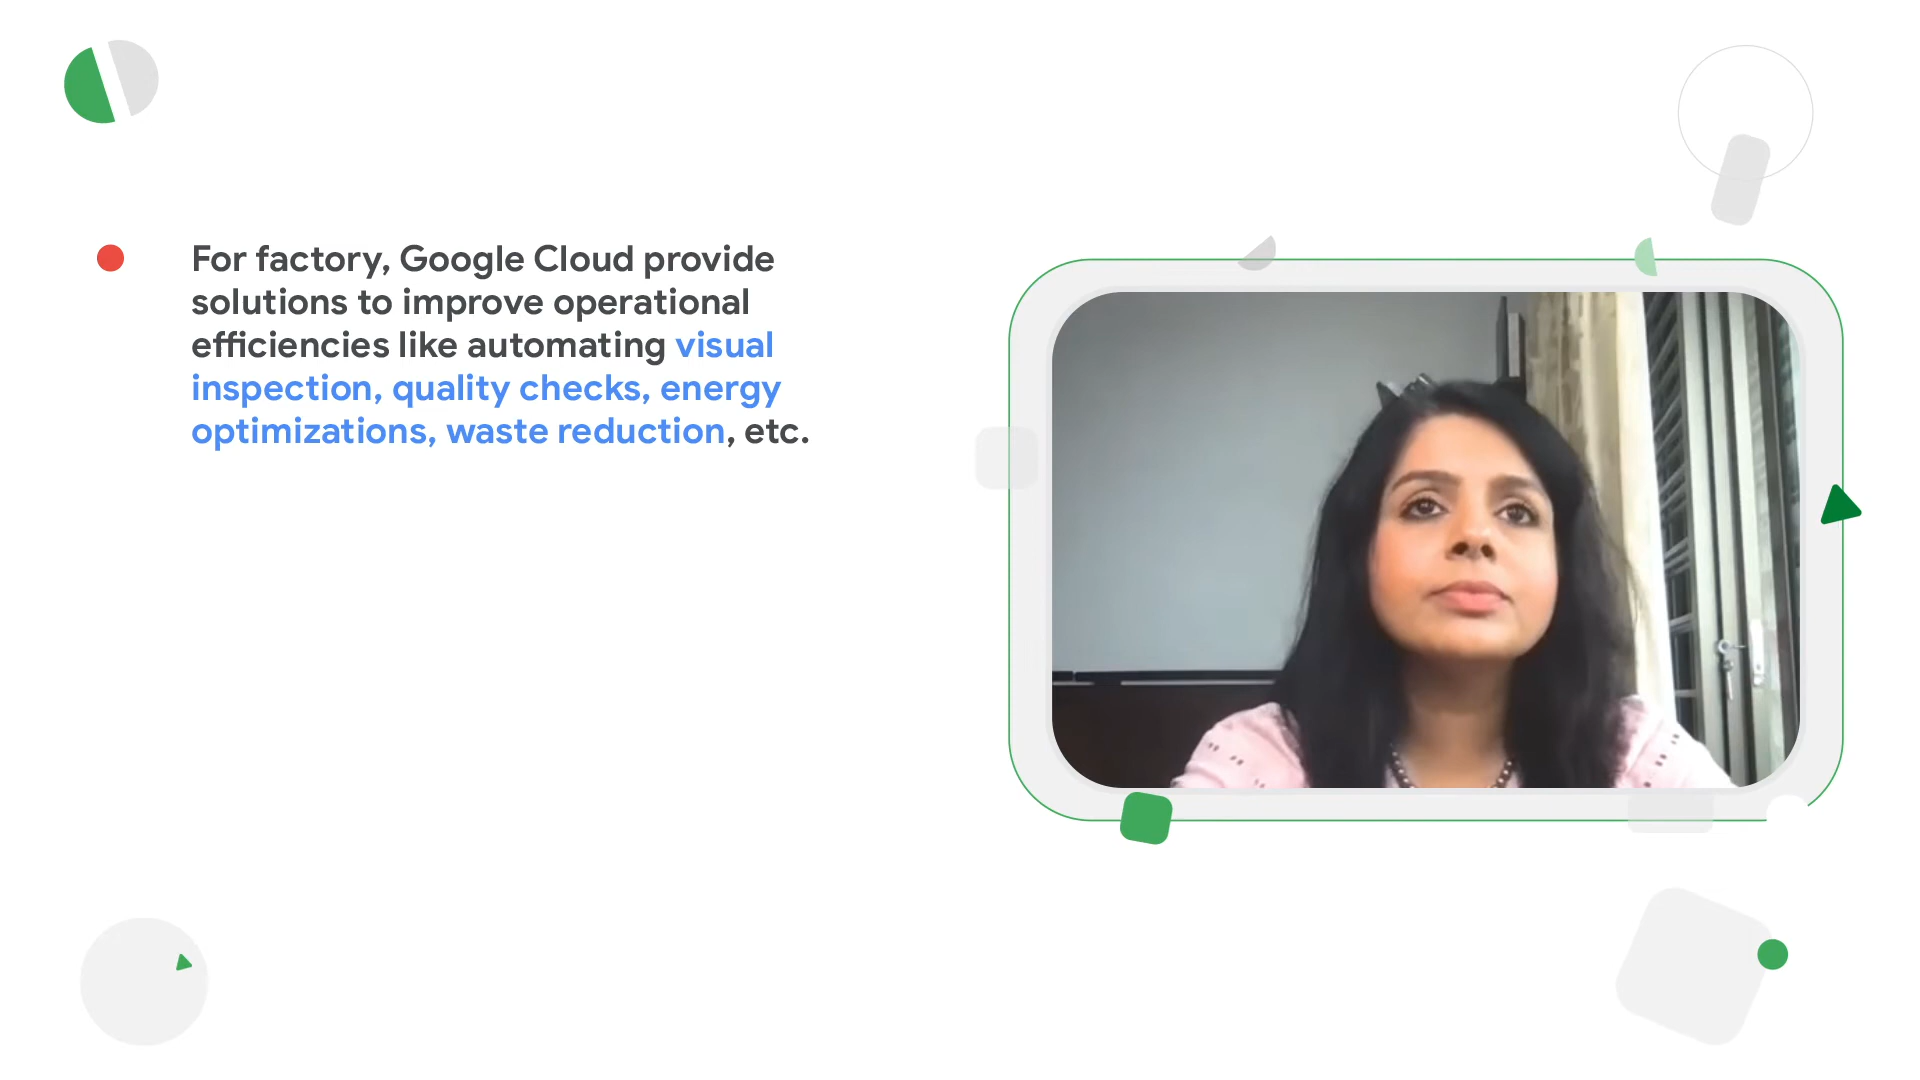 For factory, Google Cloud provide
solutions to improve operational
efficiencies like automating visual
inspection, quality checks, energy
optimizations, waste reduction, etc.